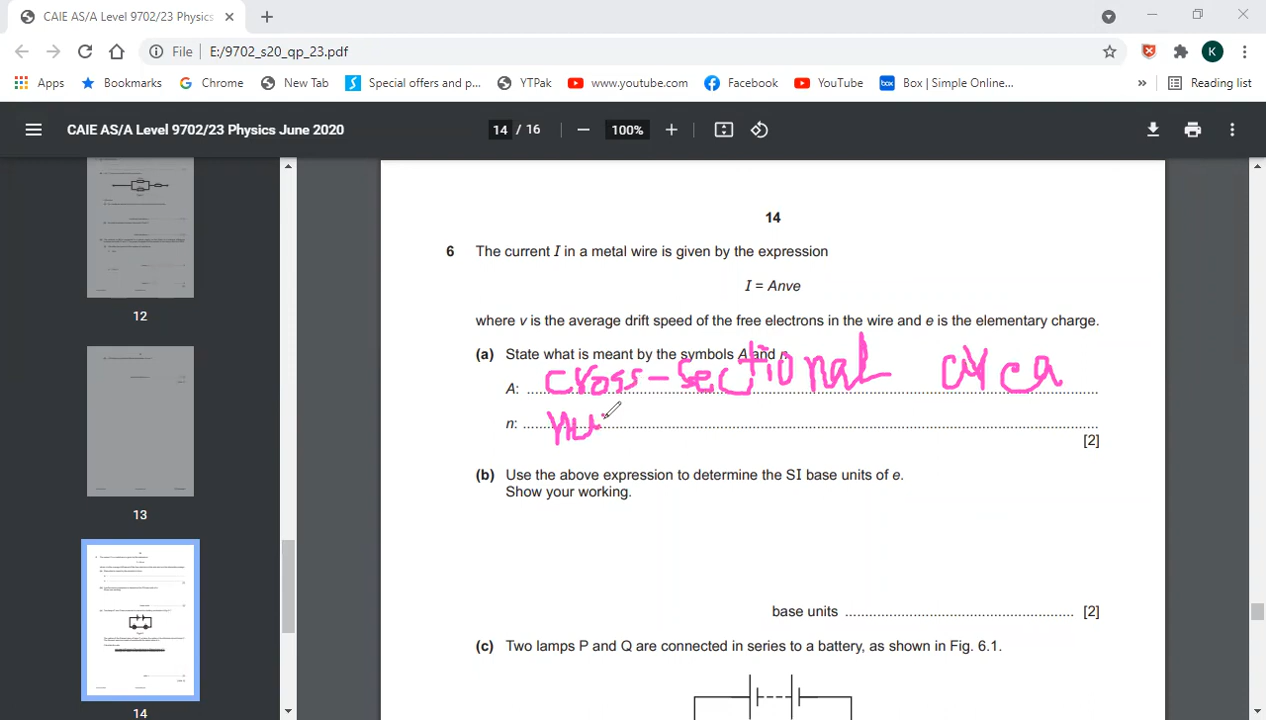 CAIE AS/A Level 9702/23 Physics
File E:/9702_s20_qp_23.pdf
K
Apps Bookmarks Chrome New Tab Special offers and p... YTPak www.youtube.com Facebook YouTube box Box | Simple Online... » Reading list
CAIE AS/A Level 9702/23 Physics June 2020 14 / 16 100%
12
13
14
14
6 The current I in a metal wire is given by the expression
I = Anve
where v is the average drift speed of the free electrons in the wire and e is the elementary charge.
(a) State what is meant by the symbols A and n.
A: cross-sectional area
n:
[2]
(b) Use the above expression to determine the SI base units of e.
Show your working.
base units [2]
(c) Two lamps P and Q are connected in series to a battery, as shown in Fig. 6.1.